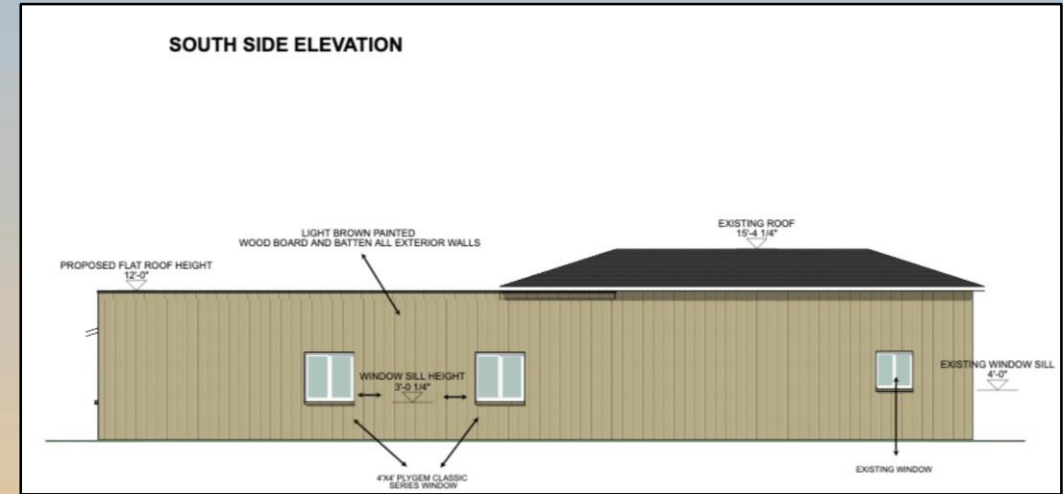 SOUTH SIDE ELEVATION
EXISTING ROOF
15'-4 1/4"
LIGHT BROWN PAINTED
WOOD BOARD AND BATTEN ALL EXTERIOR WALLS
PROPOSED FLAT ROOF HEIGHT
12'-0"
WINDOW SILL HEIGHT
3'-0 1/4"
EXISTING WINDOW SILL
4'-0"
4'X4' PLYGEM CLASSIC
SERIES WINDOW
EXISTING WINDOW